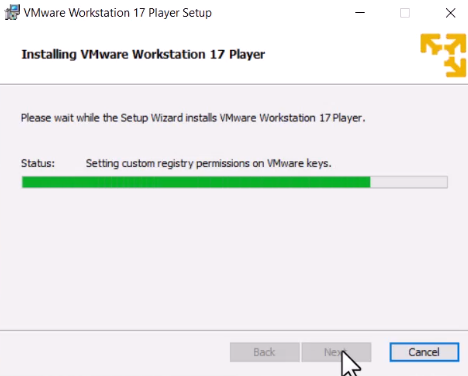 VMware Workstation 17 Player Setup
Installing VMware Workstation 17 Player
Please wait while the Setup Wizard installs VMware Workstation 17 Player.
Status: Setting custom registry permissions on VMware keys.
Back Next Cancel